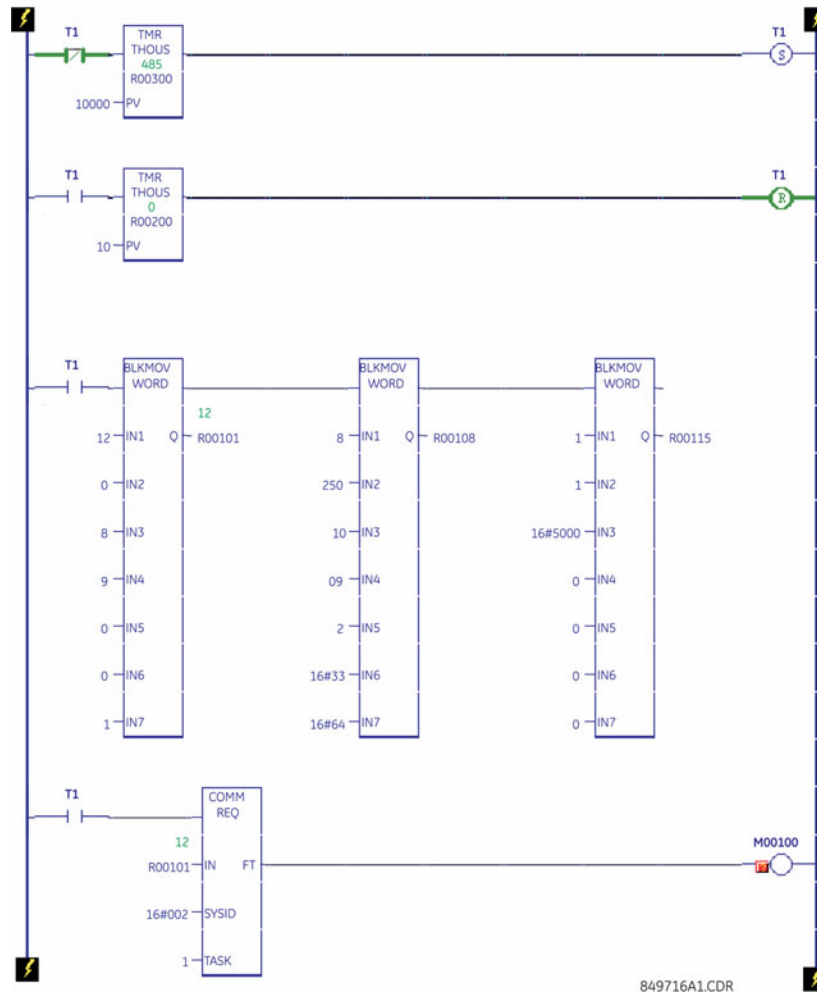 T1
TMR
THOUS
485
R00300
10000
PV
T1
S
T1
TMR
THOUS
0
R00200
10
PV
T1
R
T1
BLKMOV
WORD
12
12 IN1 Q R00101
0 IN2
8 IN3
9 IN4
0 IN5
0 IN6
1 IN7
BLKMOV
WORD
8 IN1 Q R00108
250 IN2
10 IN3
09 IN4
2 IN5
16#33 IN6
16#64 IN7
BLKMOV
WORD
1 IN1 Q R00115
1 IN2
16#5000 IN3
0 IN4
0 IN5
0 IN6
0 IN7
T1
COMM
REQ
12
R00101 IN FT
16#002 SYSID
1 TASK
M00100
849716A1.CDR